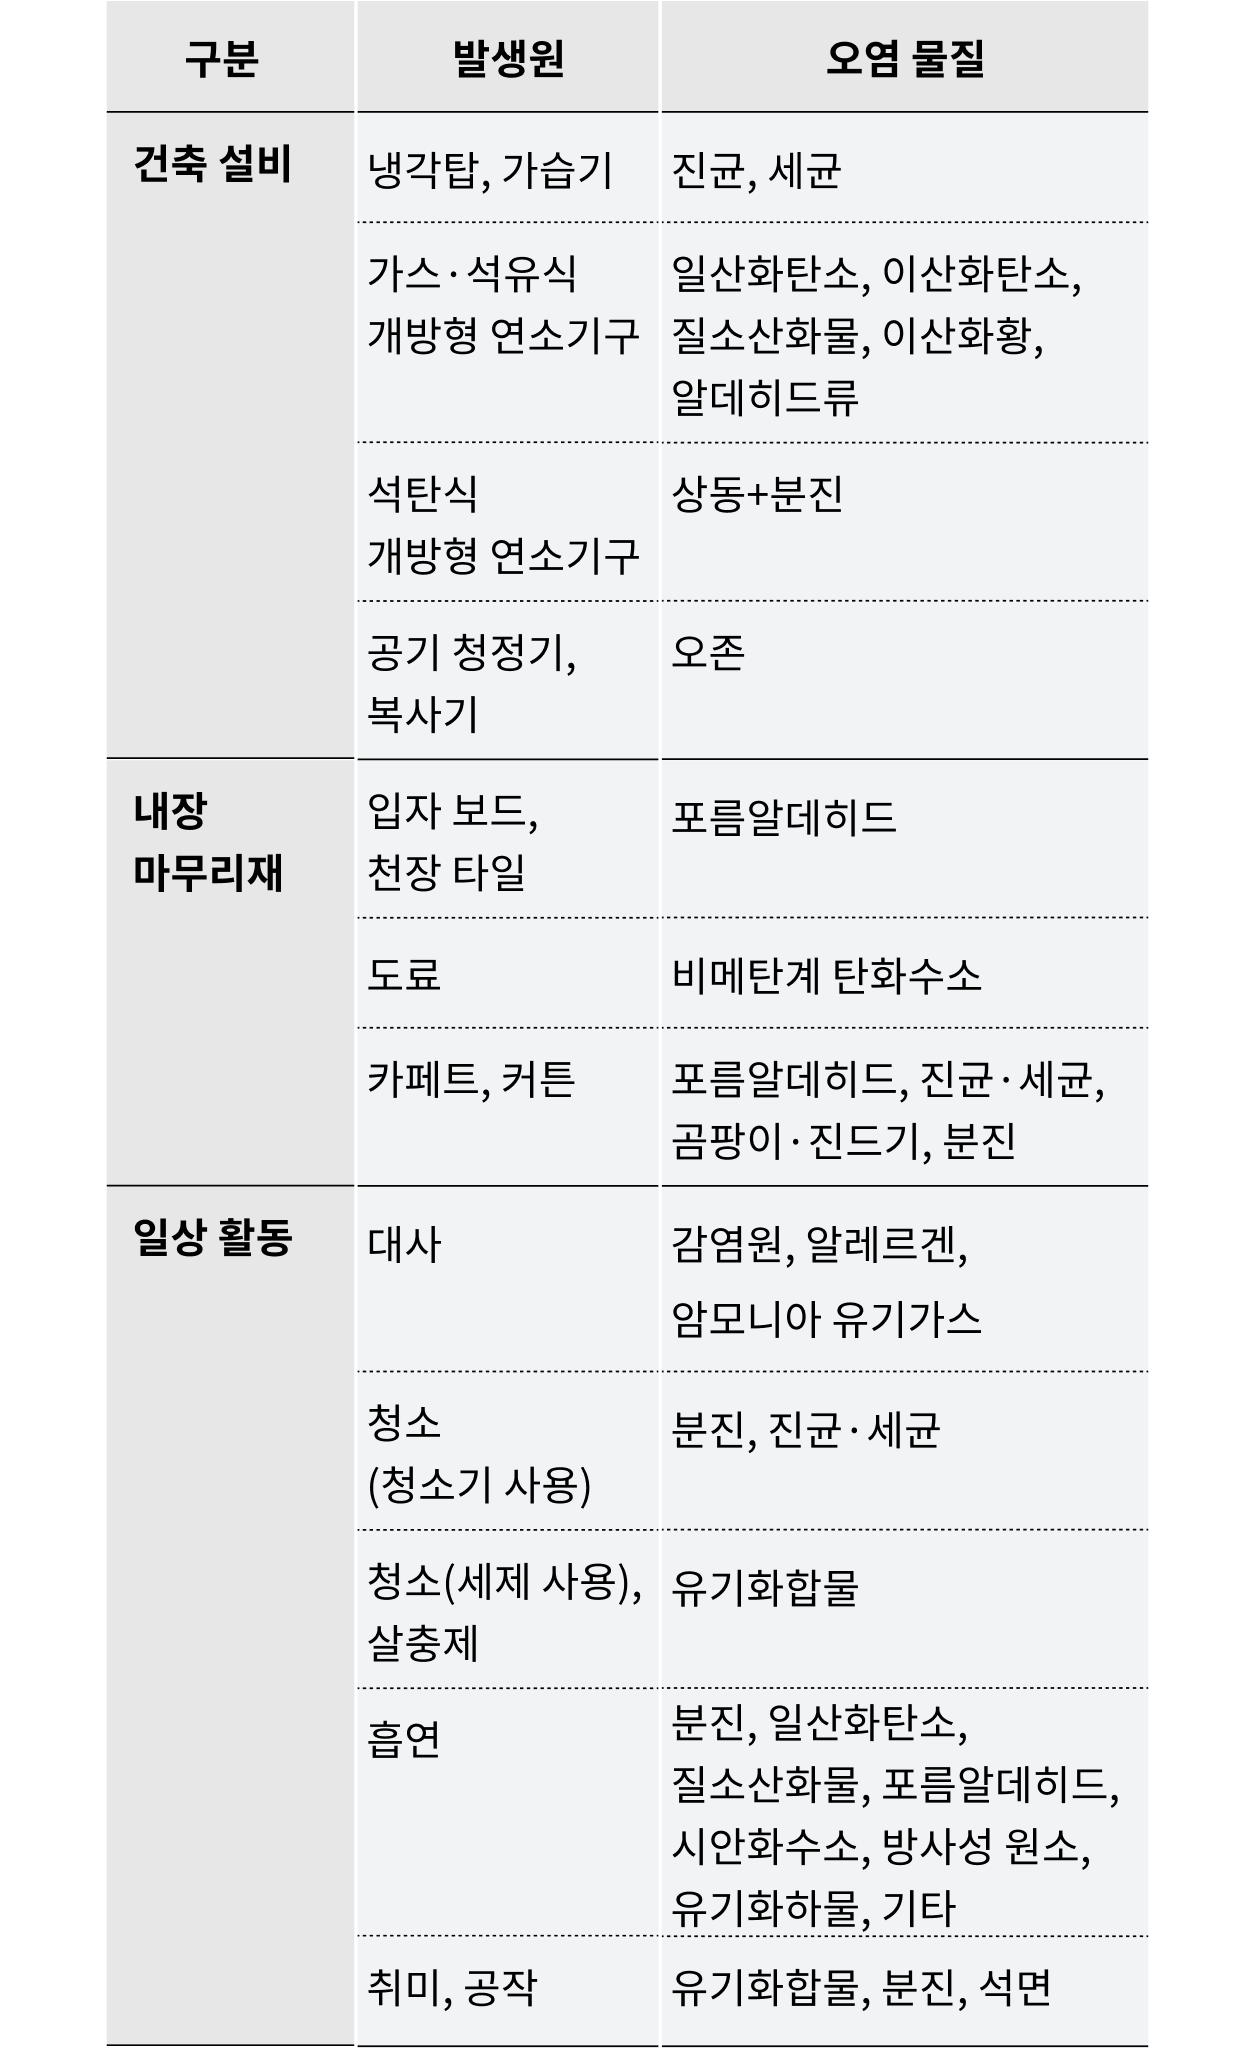 구분 발생원 오염 물질
건축 설비
냉각탑, 가습기
진균, 세균
가스·석유식
개방형 연소기구
일산화탄소, 이산화탄소,
질소산화물, 이산화황,
알데히드류
석탄식
개방형 연소기구
상동+분진
공기 청정기,
복사기
오존
내장
마무리재
입자 보드,
천장 타일
포름알데히드
도료
비메탄계 탄화수소
카페트, 커튼
포름알데히드, 진균·세균,
곰팡이·진드기, 분진
일상 활동
대사
감염원, 알레르겐,
암모니아 유기가스
청소
(청소기 사용)
분진, 진균·세균
청소(세제 사용),
살충제
유기화합물
흡연
분진, 일산화탄소,
질소산화물, 포름알데히드,
시안화수소, 방사성 원소,
유기화하물, 기타
취미, 공작
유기화합물, 분진, 석면